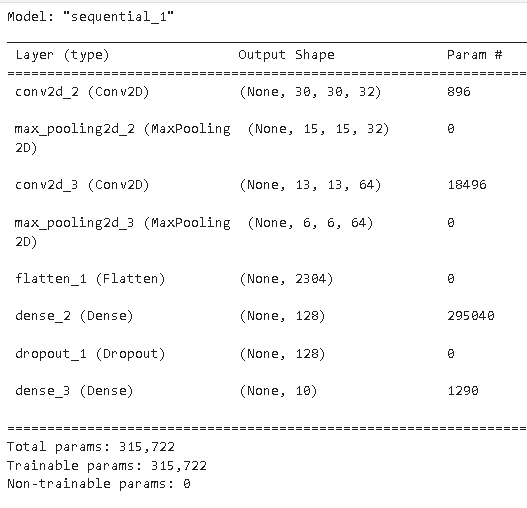 Model: "sequential_1"
Layer (type) Output Shape Param #
conv2d_2 (Conv2D) (None, 30, 30, 32) 896
max_pooling2d_2 (MaxPooling (None, 15, 15, 32) 0
2D)
conv2d_3 (Conv2D) (None, 13, 13, 64) 18496
max_pooling2d_3 (MaxPooling (None, 6, 6, 64) 0
2D)
flatten_1 (Flatten) (None, 2304) 0
dense_2 (Dense) (None, 128) 295040
dropout_1 (Dropout) (None, 128) 0
dense_3 (Dense) (None, 10) 1290
Total params: 315,722
Trainable params: 315,722
Non-trainable params: 0